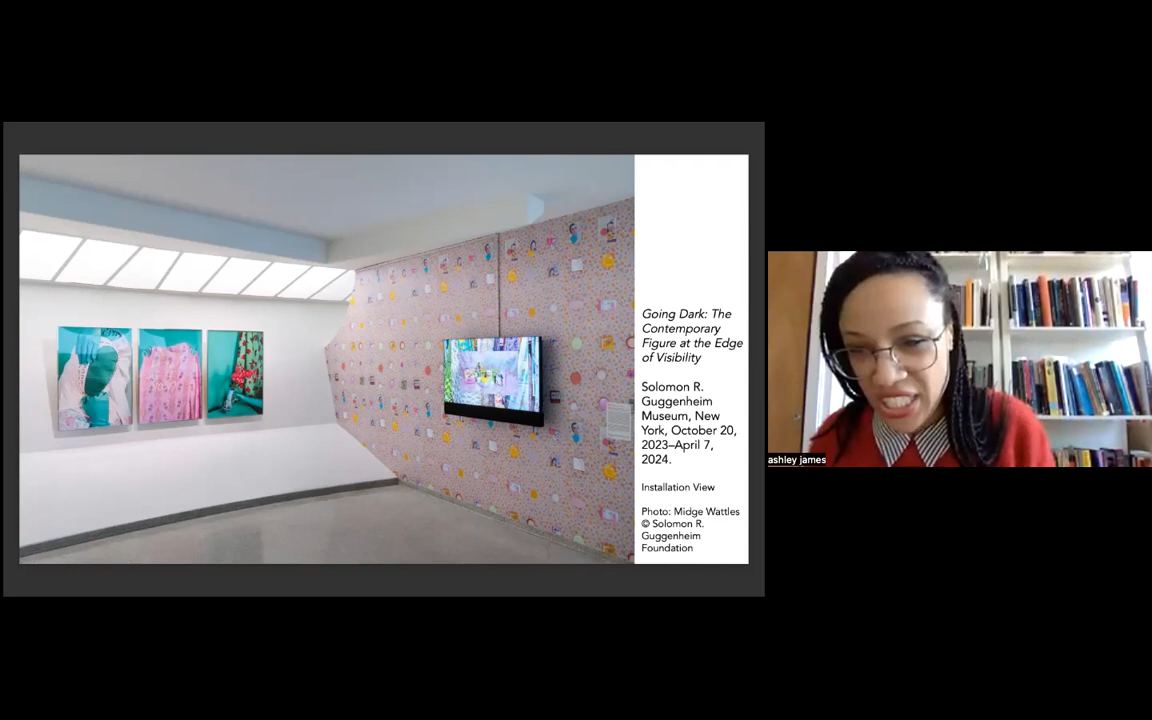 Going Dark: The
Contemporary
Figure at the Edge
of Visibility
Solomon R.
Guggenheim
Museum, New
York, October 20,
2023–April 7,
2024.
Installation View
Photo: Midge Wattles
© Solomon R.
Guggenheim
Foundation
ashley james